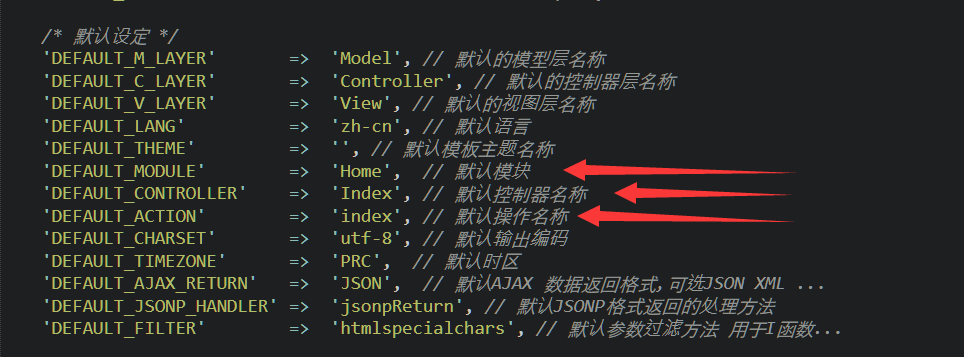 /* 默认设定 */
'DEFAULT_M_LAYER' => 'Model', // 默认的模型层名称
'DEFAULT_C_LAYER' => 'Controller', // 默认的控制器层名称
'DEFAULT_V_LAYER' => 'View', // 默认的视图层名称
'DEFAULT_LANG' => 'zh-cn', // 默认语言
'DEFAULT_THEME' => '', // 默认模板主题名称
'DEFAULT_MODULE' => 'Home', // 默认模块
'DEFAULT_CONTROLLER' => 'Index', // 默认控制器名称
'DEFAULT_ACTION' => 'index', // 默认操作名称
'DEFAULT_CHARSET' => 'utf-8', // 默认输出编码
'DEFAULT_TIMEZONE' => 'PRC', // 默认时区
'DEFAULT_AJAX_RETURN' => 'JSON', // 默认AJAX 数据返回格式,可选JSON XML ...
'DEFAULT_JSONP_HANDLER' => 'jsonpReturn', // 默认JSONP格式返回的处理方法
'DEFAULT_FILTER' => 'htmlspecialchars', // 默认参数过滤方法 用于I函数...